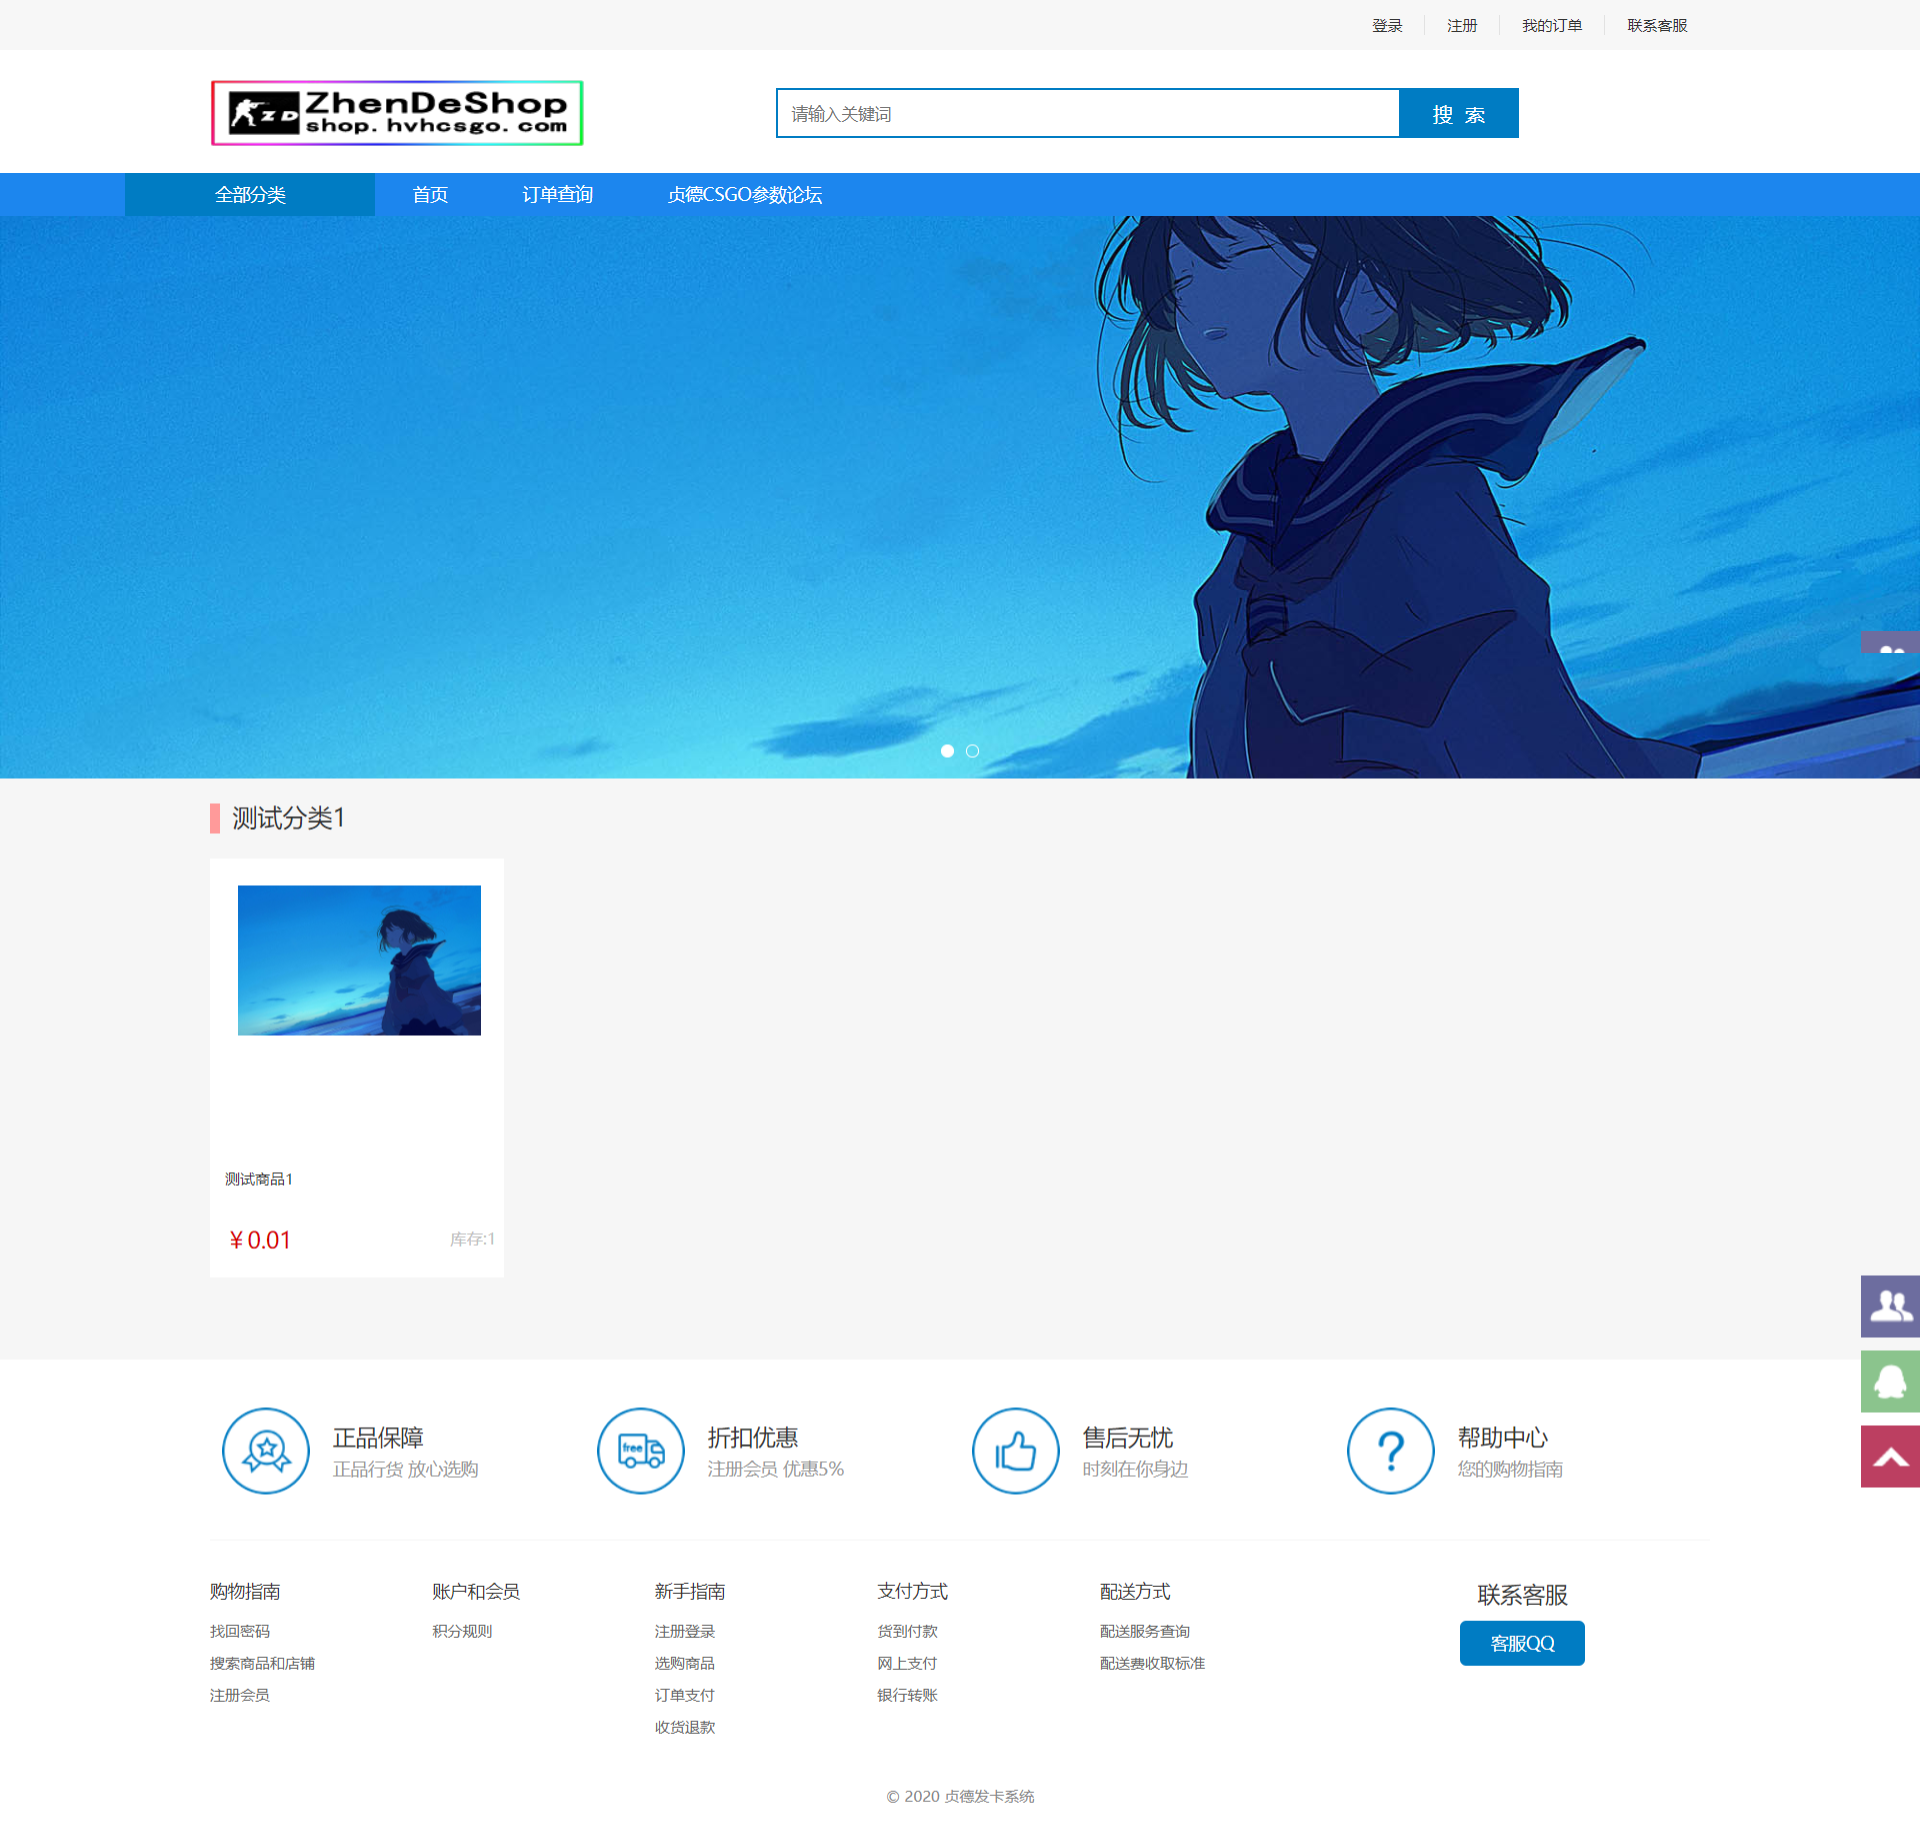 登录 注册 我的订单 联系客服
ZD ZhenDeShop
shop.hvhcsgo.com
请输入关键词 搜 索
全部分类 首页 订单查询 贞德CSGO参数论坛
测试分类1
测试商品1
¥0.01 库存:1
正品保障
正品行货 放心选购
free
折扣优惠
注册会员 优惠5%
售后无忧
时刻在你身边
?
帮助中心
您的购物指南
购物指南
找回密码
搜索商品和店铺
注册会员
账户和会员
积分规则
新手指南
注册登录
选购商品
订单支付
收货退款
支付方式
货到付款
网上支付
银行转账
配送方式
配送服务查询
配送费收取标准
联系客服
客服QQ
© 2020 贞德发卡系统